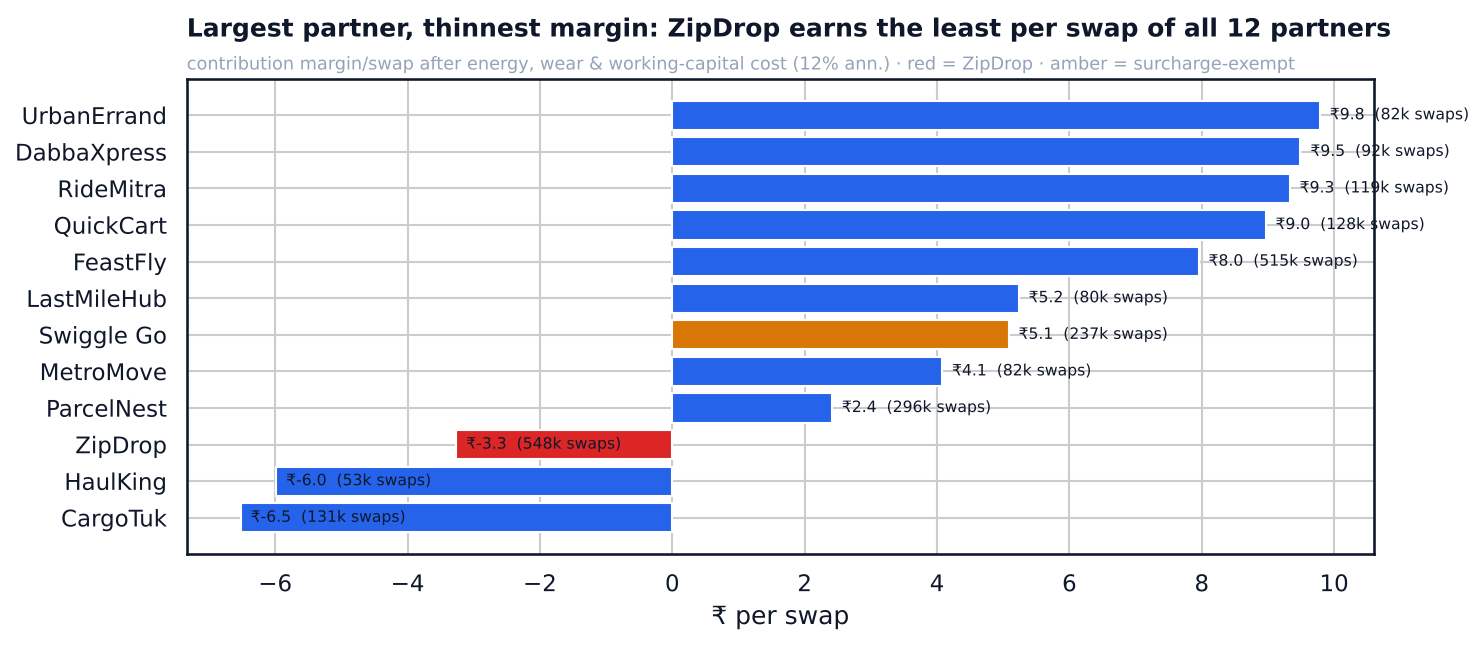 Largest partner, thinnest margin: ZipDrop earns the least per swap of all 12 partners
contribution margin/swap after energy, wear & working-capital cost (12% ann.) · red = ZipDrop · amber = surcharge-exempt
UrbanErrand ₹9.8 (82k swaps)
DabbaXpress ₹9.5 (92k swaps)
RideMitra ₹9.3 (119k swaps)
QuickCart ₹9.0 (128k swaps)
FeastFly ₹8.0 (515k swaps)
LastMileHub ₹5.2 (80k swaps)
Swiggle Go ₹5.1 (237k swaps)
MetroMove ₹4.1 (82k swaps)
ParcelNest ₹2.4 (296k swaps)
ZipDrop ₹-3.3 (548k swaps)
HaulKing ₹-6.0 (53k swaps)
CargoTuk ₹-6.5 (131k swaps)
−6 −4 −2 0 2 4 6 8 10
₹ per swap